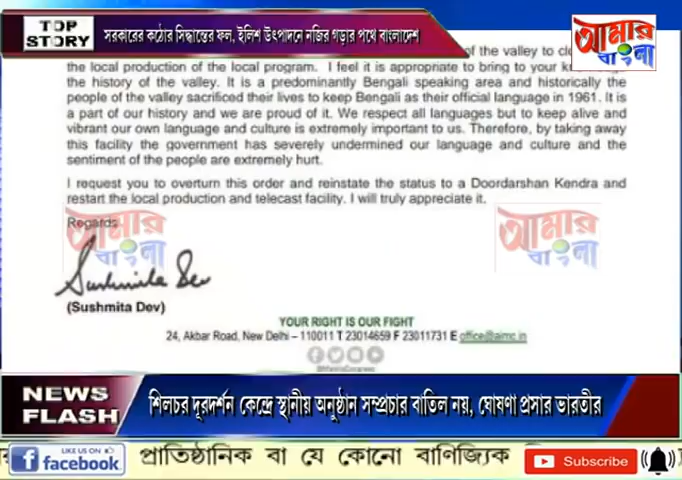 TOP STORY
সরকারের কঠোর সিদ্ধান্তের ফল, ইলিশ উৎপাদনে নজির গড়ার পথে বাংলাদেশ
আমার বাংলা
of the valley to
the local production of the local program. I feel it is appropriate to bring to your
the history of the valley. It is a predominantly Bengali speaking area and historically the
people of the valley sacrificed their lives to keep Bengali as their official language in 1961. It is
a part of our history and we are proud of it. We respect all languages but to keep alive and
vibrant our own language and culture is extremely important to us. Therefore, by taking away
this facility the government has severely undermined our language and culture and the
sentiment of the people are extremely hurt.
I request you to overturn this order and reinstate the status to a Doordarshan Kendra and
restart the local production and telecast facility. I will truly appreciate it.
Regards
আমার বাংলা
আমার বাংলা
Sushmita Dev
(Sushmita Dev)
YOUR RIGHT IS OUR FIGHT
24, Akbar Road, New Delhi – 110011 T 23014659 F 23011731 E office@aimc.in
NEWS FLASH
শিলচর দূরদর্শন কেন্দ্রে স্থানীয় অনুষ্ঠান সম্প্রচার বাতিল নয়, ঘোষণা প্রসার ভারতীর
আমার বাংলা
LIKE US ON
facebook
প্রাতিষ্ঠানিক বা যে কোনো বাণিজ্যিক
Subscribe